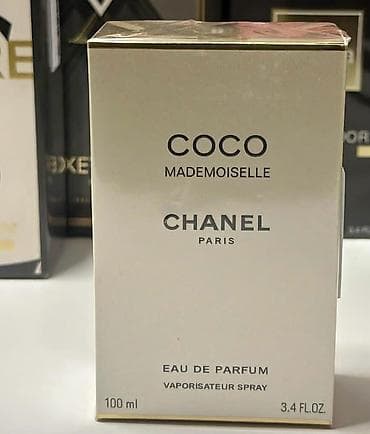 COCO
MADEMOISELLE
CHANEL
PARIS
EAU DE PARFUM
VAPORISATEUR SPRAY
100 ml 3.4 FL.OZ.